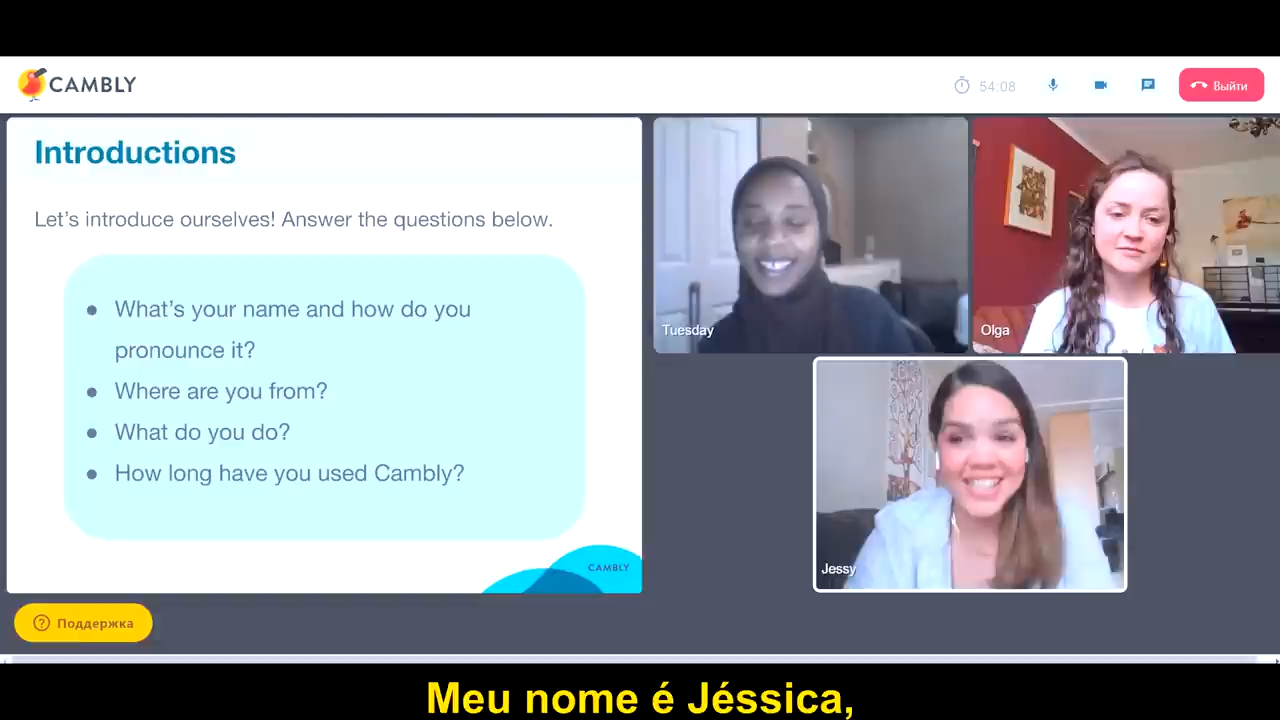 CAMBLY
54:08
Выйти
Introductions
Let's introduce ourselves! Answer the questions below.
● What's your name and how do you
pronounce it?
● Where are you from?
● What do you do?
● How long have you used Cambly?
CAMBLY
Tuesday
Olga
Jessy
Поддержка
Meu nome é Jéssica,